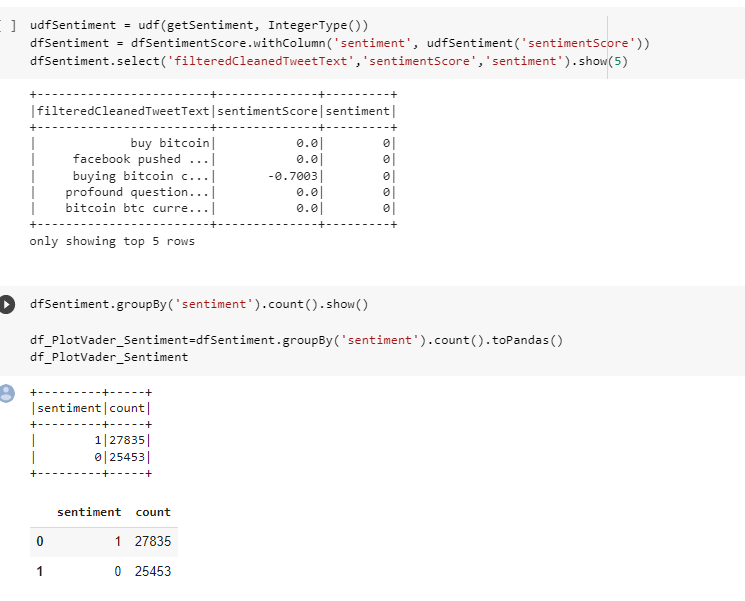 [ ] udfSentiment = udf(getSentiment, IntegerType())
dfSentiment = dfSentimentScore.withColumn('sentiment', udfSentiment('sentimentScore'))
dfSentiment.select('filteredCleanedTweetText','sentimentScore','sentiment').show(5)
+------------------------+--------------+---------+
|filteredCleanedTweetText|sentimentScore|sentiment|
+------------------------+--------------+---------+
|             buy bitcoin|           0.0|        0|
|     facebook pushed ...|           0.0|        0|
|     buying bitcoin c...|       -0.7003|        0|
|    profound question...|           0.0|        0|
|    bitcoin btc curre...|           0.0|        0|
+------------------------+--------------+---------+
only showing top 5 rows
dfSentiment.groupBy('sentiment').count().show()
df_PlotVader_Sentiment=dfSentiment.groupBy('sentiment').count().toPandas()
df_PlotVader_Sentiment
+---------+-----+
|sentiment|count|
+---------+-----+
|        1|27835|
|        0|25453|
+---------+-----+
sentiment count
0 1 27835
1 0 25453